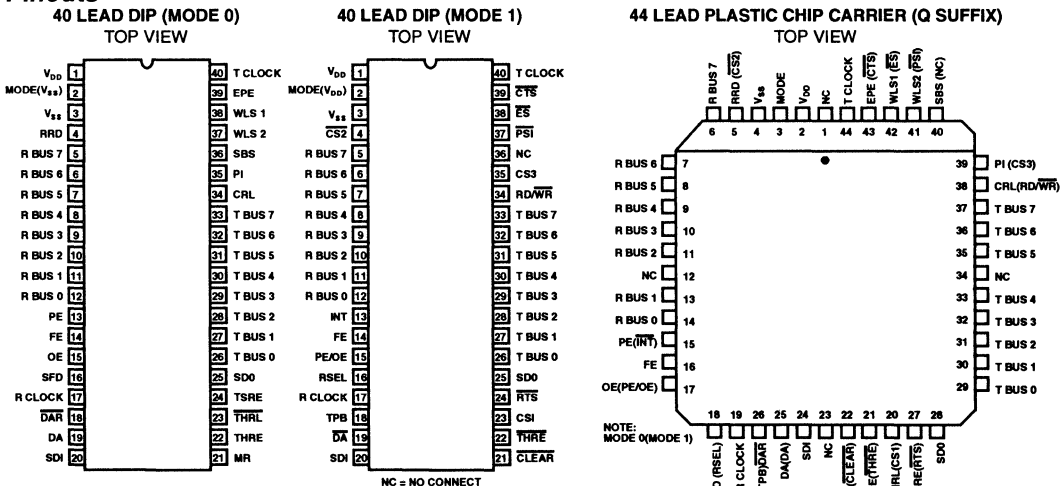 40 LEAD DIP (MODE 0)
TOP VIEW
VDD 1
MODE(VSS) 2
VSS 3
RRD 4
R BUS 7 5
R BUS 6 6
R BUS 5 7
R BUS 4 8
R BUS 3 9
R BUS 2 10
R BUS 1 11
R BUS 0 12
PE 13
FE 14
OE 15
SFD 16
R CLOCK 17
DAR 18
DA 19
SDI 20
40 T CLOCK
39 EPE
38 WLS 1
37 WLS 2
36 SBS
35 PI
34 CRL
33 T BUS 7
32 T BUS 6
31 T BUS 5
30 T BUS 4
29 T BUS 3
28 T BUS 2
27 T BUS 1
26 T BUS 0
25 SD0
24 TSRE
23 THRL
22 THRE
21 MR
40 LEAD DIP (MODE 1)
TOP VIEW
VDD 1
MODE(VDD) 2
VSS 3
CS2 4
R BUS 7 5
R BUS 6 6
R BUS 5 7
R BUS 4 8
R BUS 3 9
R BUS 2 10
R BUS 1 11
R BUS 0 12
INT 13
FE 14
PE/OE 15
RSEL 16
R CLOCK 17
TPB 18
DA 19
SDI 20
40 T CLOCK
39 CTS
38 ES
37 PSI
36 NC
35 CS3
34 RD/WR
33 T BUS 7
32 T BUS 6
31 T BUS 5
30 T BUS 4
29 T BUS 3
28 T BUS 2
27 T BUS 1
26 T BUS 0
25 SD0
24 RTS
23 CSI
22 THRE
21 CLEAR
NC = NO CONNECT
44 LEAD PLASTIC CHIP CARRIER (Q SUFFIX)
TOP VIEW
R BUS 7
RRD (CS2)
VSS
MODE
VDD
NC
T CLOCK
EPE (CTS)
WLS1 (ES)
WLS2 (PSI)
SBS (NC)
6 5 4 3 2 1 44 43 42 41 40
R BUS 6 7
R BUS 5 8
R BUS 4 9
R BUS 3 10
R BUS 2 11
NC 12
R BUS 1 13
R BUS 0 14
PE(INT) 15
FE 16
OE(PE/OE) 17
39 PI (CS3)
38 CRL(RD/WR)
37 T BUS 7
36 T BUS 6
35 T BUS 5
34 NC
33 T BUS 4
32 T BUS 3
31 T BUS 2
30 T BUS 1
29 T BUS 0
18 19 26 25 24 23 22 21 20 27 28
NOTE:
MODE 0(MODE 1)
(RSEL)
CLOCK
TPB)DAR
DA(DA)
SDI
NC
(CLEAR)
(THRE)
(CS1)
(RTS)
SD0